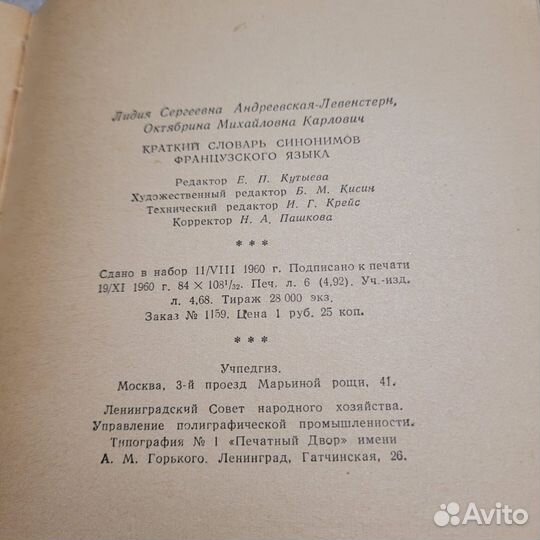 Лидия Сергеевна Андреевская-Левенстерн,
Октябрина Михайловна Карлович
КРАТКИЙ СЛОВАРЬ СИНОНИМОВ
ФРАНЦУЗСКОГО ЯЗЫКА
Редактор Е. П. Кутыева
Художественный редактор Б. М. Кисин
Технический редактор И. Г. Крейс
Корректор Н. А. Пашкова
* * *
Сдано в набор 11/VIII 1960 г. Подписано к печати
19/XI 1960 г. 84 × 108¹/₃₂. Печ. л. 6 (4,92). Уч.-изд.
л. 4,68. Тираж 28 000 экз.
Заказ № 1159. Цена 1 руб. 25 коп.
* * *
Учпедгиз.
Москва, 3-й проезд Марьиной рощи, 41.
Ленинградский Совет народного хозяйства.
Управление полиграфической промышленности.
Типография № 1 «Печатный Двор» имени
А. М. Горького. Ленинград, Гатчинская, 26.
Avito